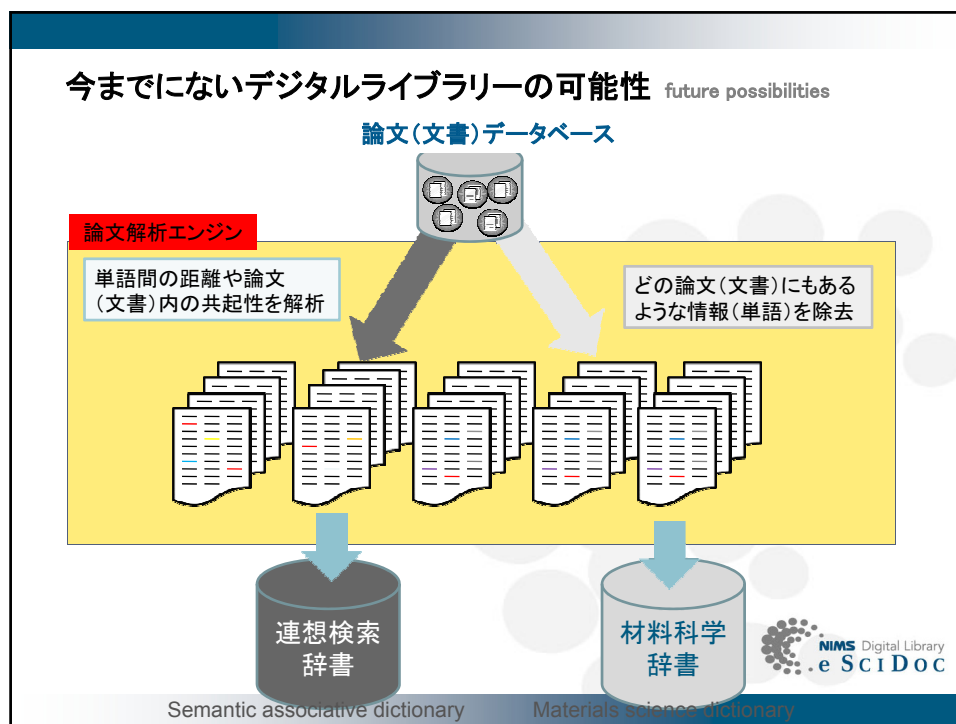 今までにないデジタルライブラリーの可能性 future possibilities
論文(文書)データベース
論文解析エンジン
単語間の距離や論文
(文書)内の共起性を解析
どの論文(文書)にもある
ような情報(単語)を除去
連想検索
辞書
材料科学
辞書
NIMS Digital Library
e SciDoc
Semantic associative dictionary
Materials science dictionary